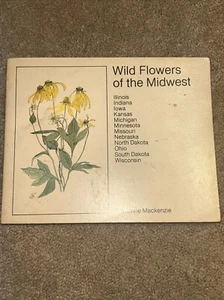 Wild Flowers
of the Midwest
Illinois
Indiana
Iowa
Kansas
Michigan
Minnesota
Missouri
Nebraska
North Dakota
Ohio
South Dakota
Wisconsin
Mackenzie